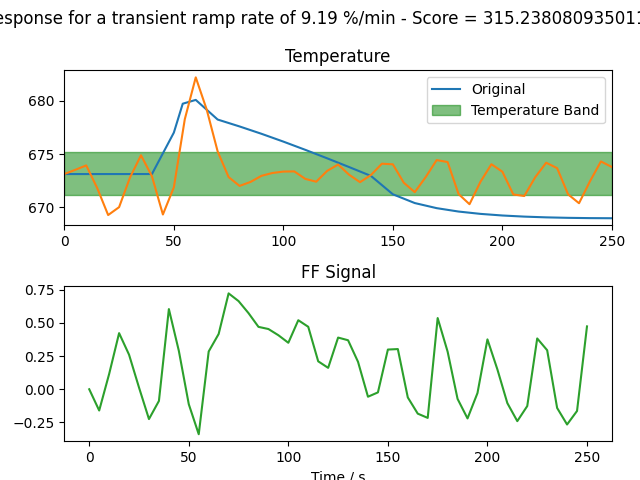 response for a transient ramp rate of 9.19 %/min - Score = 315.238080935011
Temperature
Original
Temperature Band
680
675
670
0 50 100 150 200 250
FF Signal
0.75
0.50
0.25
0.00
−0.25
0 50 100 150 200 250
Time / s